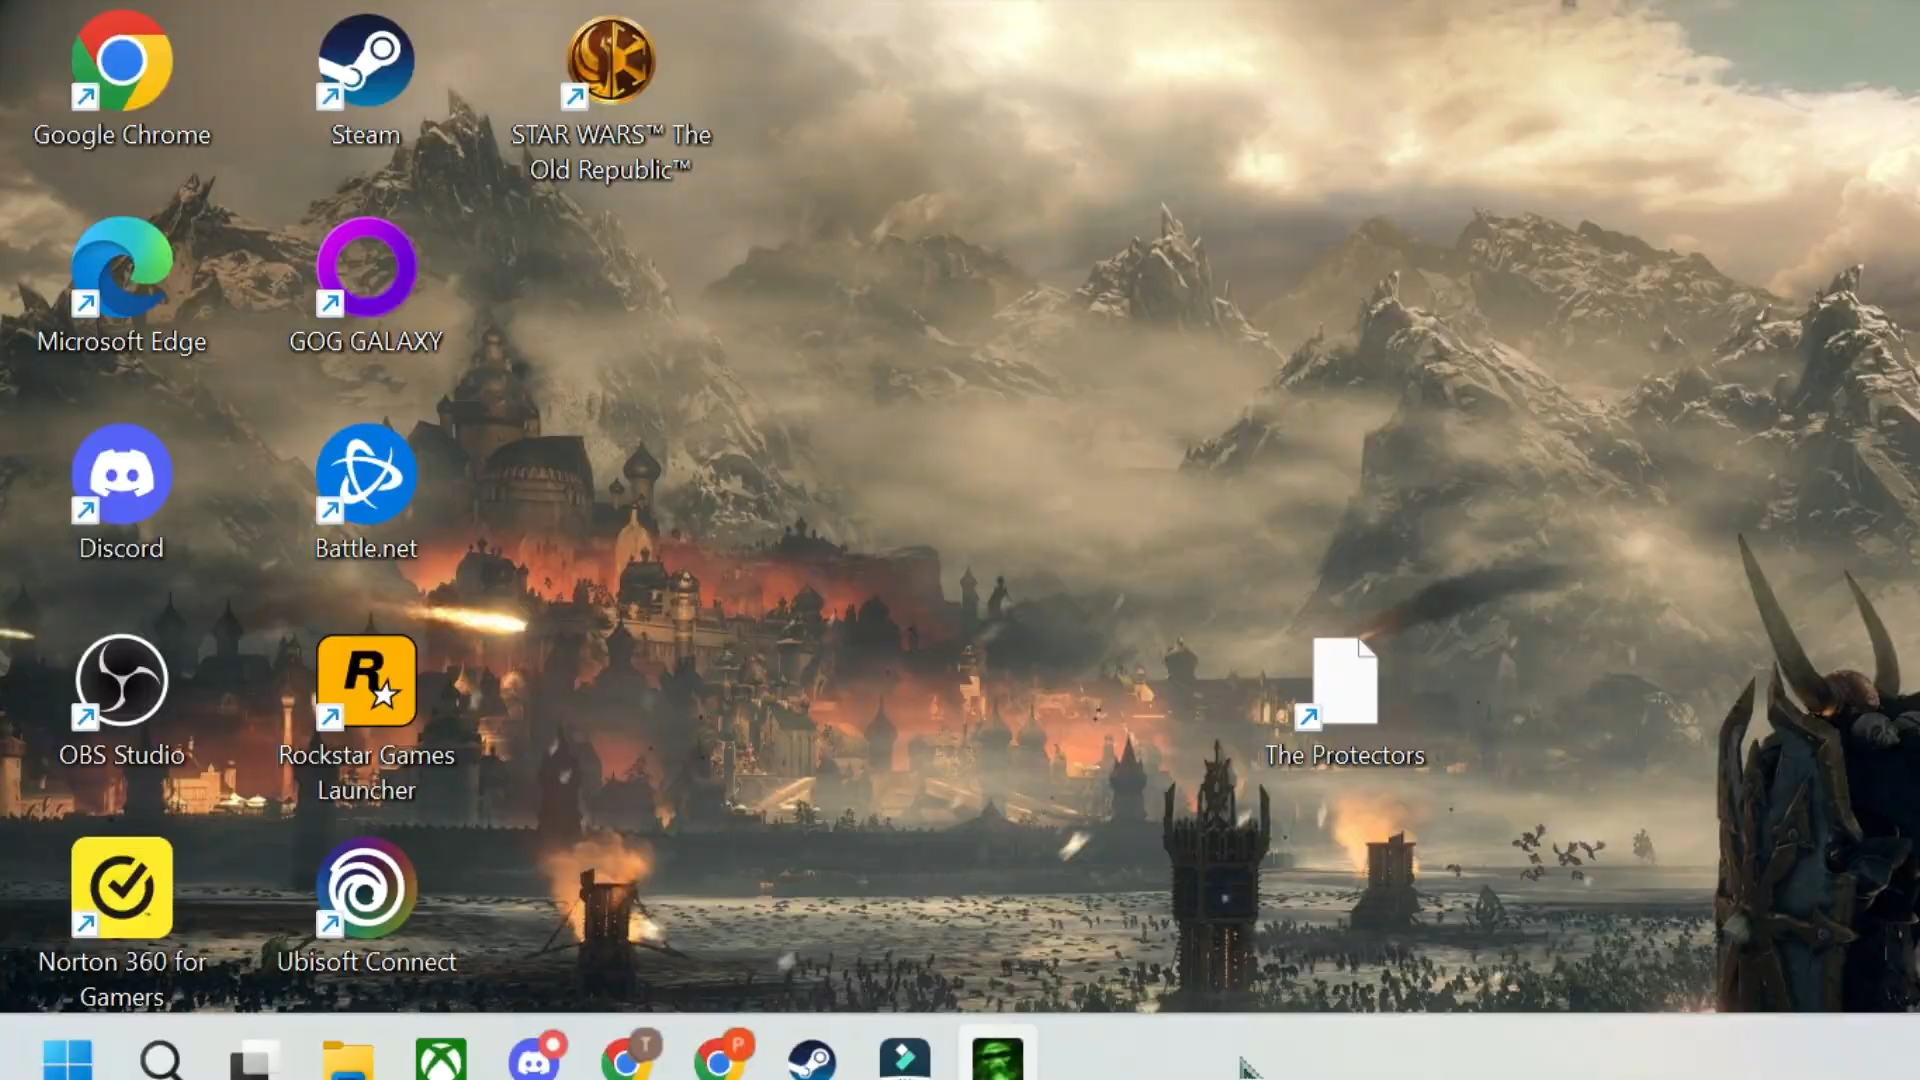 Google Chrome
Steam
STAR WARS™ The
Old Republic™
Microsoft Edge
GOG GALAXY
Discord
Battle.net
OBS Studio
R
Rockstar Games
Launcher
The Protectors
Norton 360 for
Gamers
Ubisoft Connect
T
P